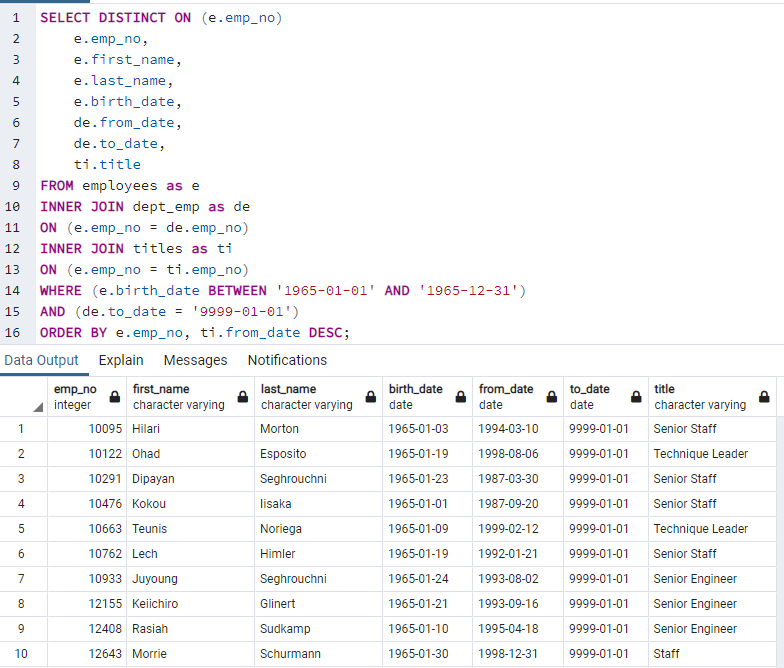 1 SELECT DISTINCT ON (e.emp_no)
2 e.emp_no,
3 e.first_name,
4 e.last_name,
5 e.birth_date,
6 de.from_date,
7 de.to_date,
8 ti.title
9 FROM employees as e
10 INNER JOIN dept_emp as de
11 ON (e.emp_no = de.emp_no)
12 INNER JOIN titles as ti
13 ON (e.emp_no = ti.emp_no)
14 WHERE (e.birth_date BETWEEN '1965-01-01' AND '1965-12-31')
15 AND (de.to_date = '9999-01-01')
16 ORDER BY e.emp_no, ti.from_date DESC;
Data Output Explain Messages Notifications
emp_no first_name last_name birth_date from_date to_date title
integer character varying character varying date date date character varying
1 10095 Hilari Morton 1965-01-03 1994-03-10 9999-01-01 Senior Staff
2 10122 Ohad Esposito 1965-01-19 1998-08-06 9999-01-01 Technique Leader
3 10291 Dipayan Seghrouchni 1965-01-23 1987-03-30 9999-01-01 Senior Staff
4 10476 Kokou Iisaka 1965-01-01 1987-09-20 9999-01-01 Senior Staff
5 10663 Teunis Noriega 1965-01-09 1999-02-12 9999-01-01 Technique Leader
6 10762 Lech Himler 1965-01-19 1992-01-21 9999-01-01 Senior Staff
7 10933 Juyoung Seghrouchni 1965-01-24 1993-08-02 9999-01-01 Senior Engineer
8 12155 Keiichiro Glinert 1965-01-21 1993-09-16 9999-01-01 Senior Engineer
9 12408 Rasiah Sudkamp 1965-01-10 1995-04-18 9999-01-01 Senior Engineer
10 12643 Morrie Schurmann 1965-01-30 1998-12-31 9999-01-01 Staff